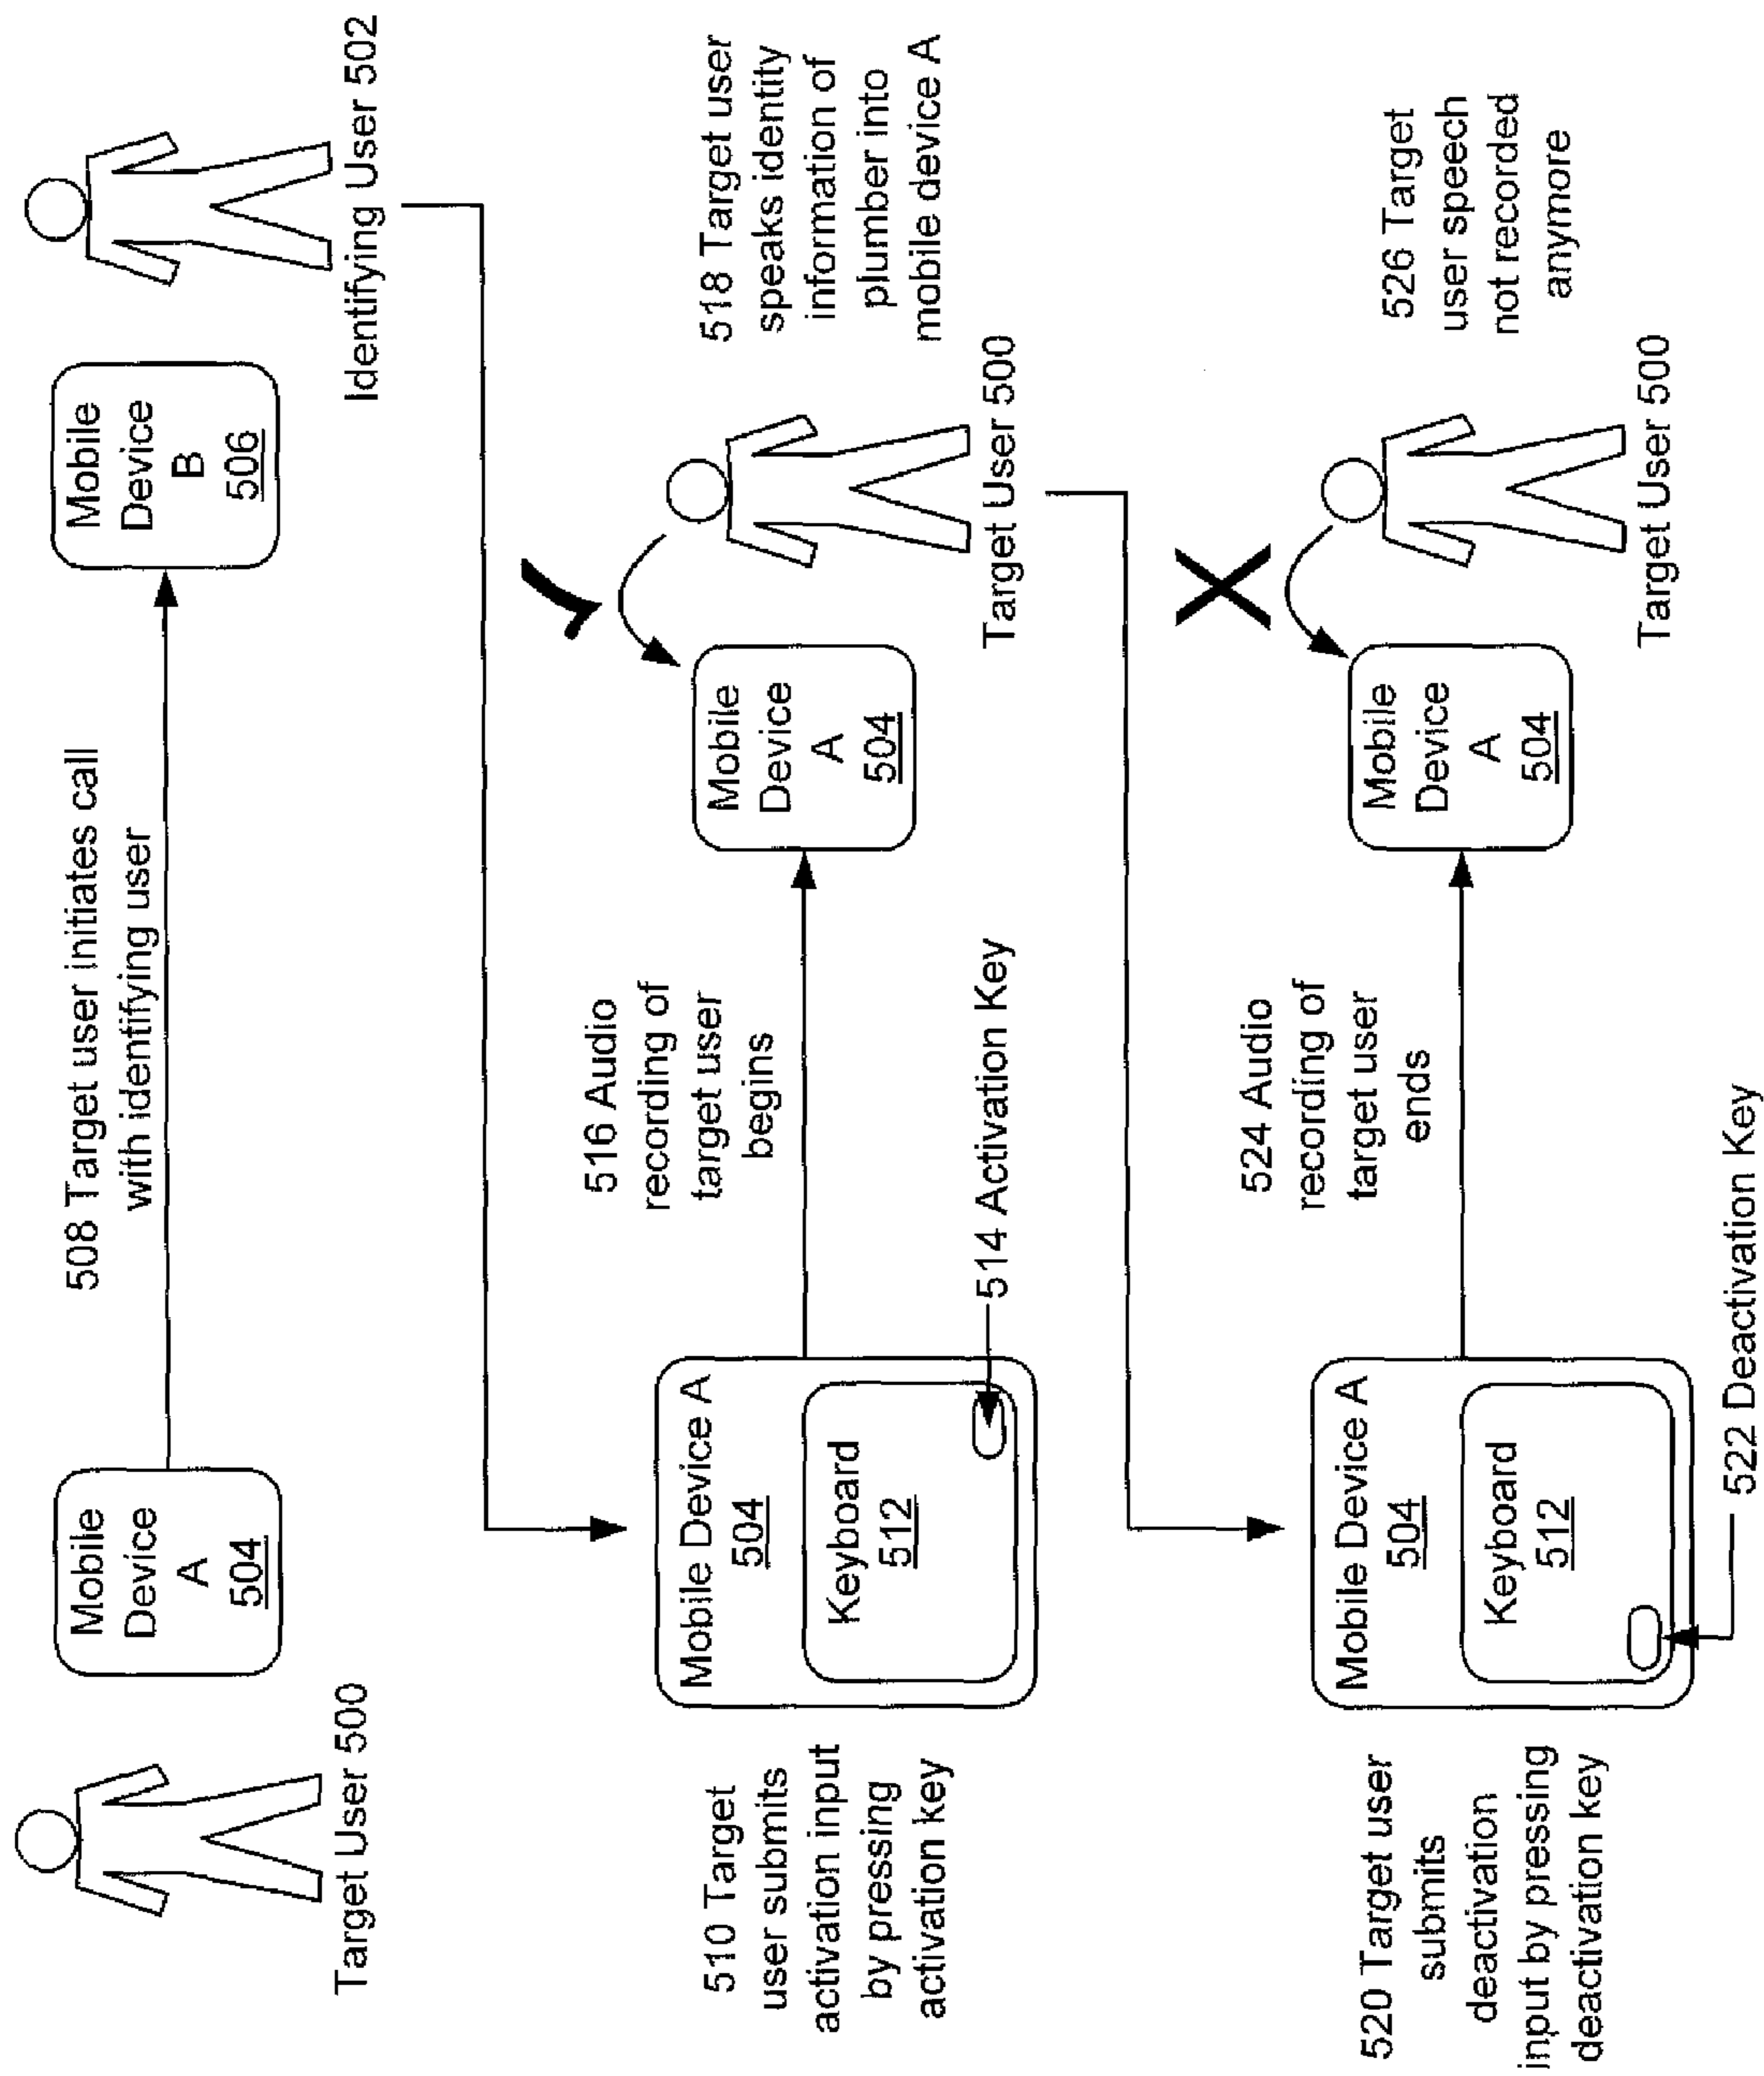 Target User 500
Mobile
Device
A
504
508 Target user initiates call
with identifying user
Mobile
Device
B
506
Identifying User 502
510 Target
user submits
activation input
by pressing
activation key
Mobile Device A
504
Keyboard
512
514 Activation Key
516 Audio
recording of
target user
begins
Mobile
Device
A
504
Target User 500
518 Target user
speaks identity
information of
plumber into
mobile device A
520 Target user
submits
deactivation
input by pressing
deactivation key
Mobile Device A
504
Keyboard
512
522 Deactivation Key
524 Audio
recording of
target user
ends
Mobile
Device
A
504
Target User 500
526 Target
user speech
not recorded
anymore